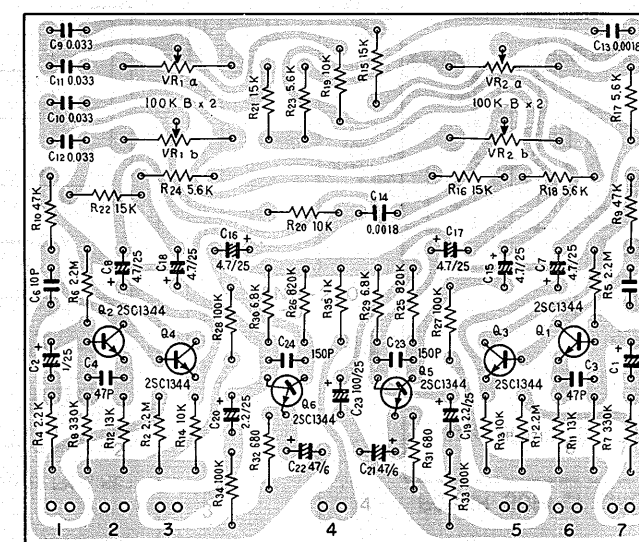 C9 0.033
C13 0.0018
C11 0.033
VR1 a
VR2 a
100K B x 2
100K B x 2
C10 0.033
R21 15K
R23 5.6K
R19 10K
R15 15K
R17 5.6K
C12 0.033
VR1 b
VR2 b
R24 5.6K
R16 15K
R18 5.6K
R10 47K
R22 15K
R20 10K
C14
0.0018
R9 47K
C16
+
4.7/25
C17
+
4.7/25
C6 10P
R6 2.2M
C8
4.7/25
+
C18
4.7/25
+
R28 100K
R30 6.8K
R26 820K
R35 1K
R29 6.8K
R25 820K
R27 100K
C15
4.7/25
+
C7
4.7/25
+
R5 2.2M
Q2 2SC1344
2SC1344
Q4
Q3
Q1
C24
150P
C23
150P
C2
+
1/25
C4
47P
2SC1344
Q6
2SC1344
C23 100/25
+
Q5
2SC1344
2SC1344
C3
47P
C1
+
R4 2.2K
R8 330K
R12 13K
R2 2.2M
R14 10K
C20
2.2/25
+
R32 680
C22 47/6
+
C21 47/6
+
R31 680
C19 2.2/25
+
R13 10K
R1 2.2M
R11 13K
R7 330K
R34 100K
R33 100K
1
2
3
4
5
6
7